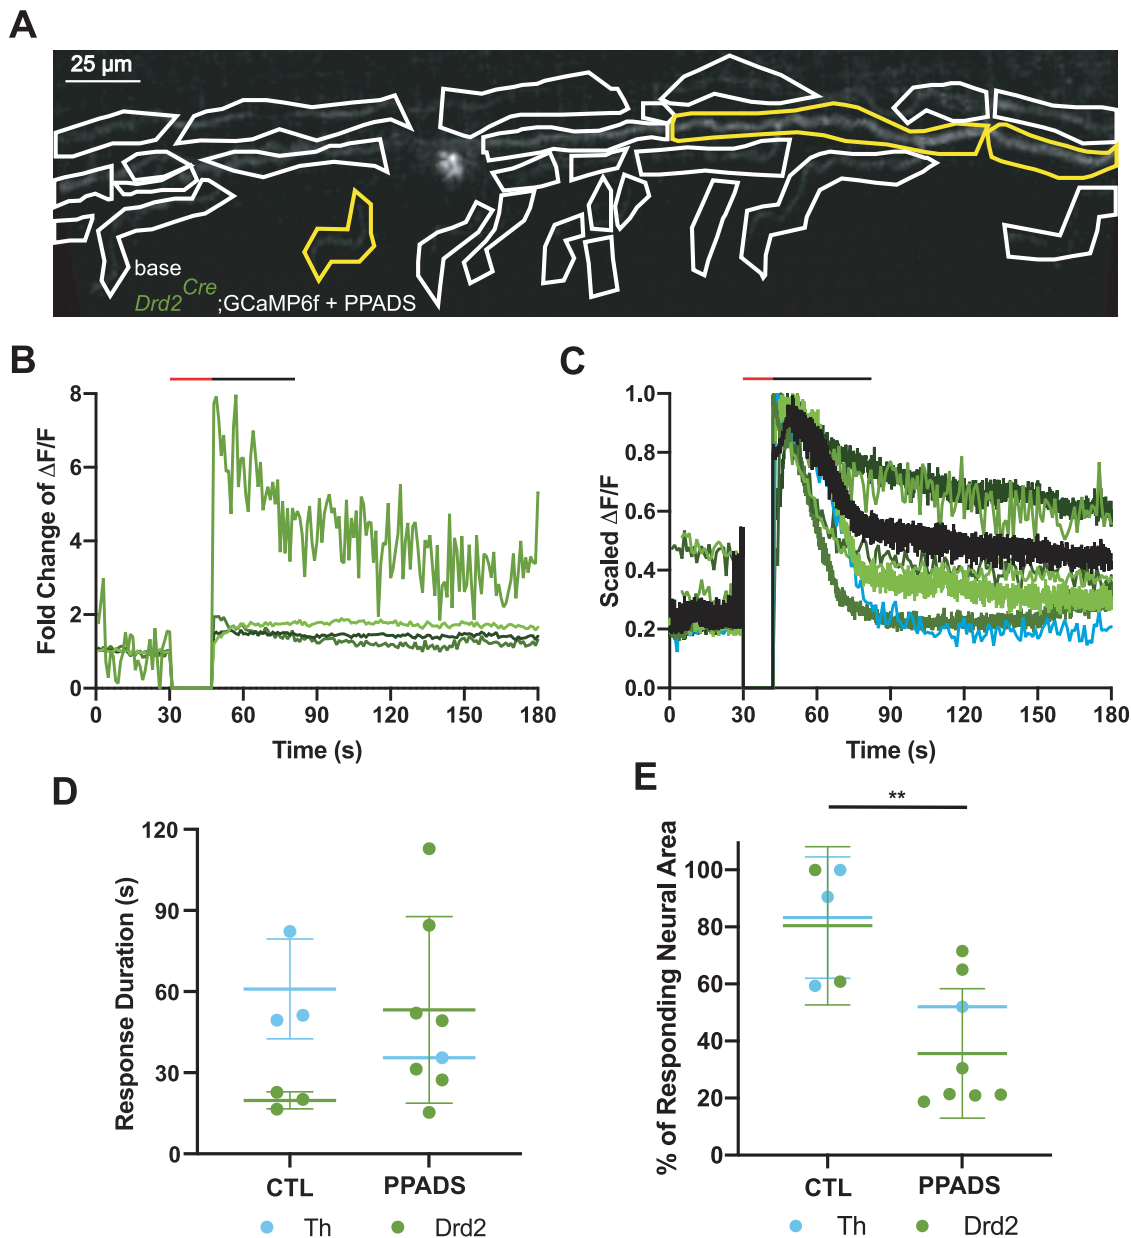 A
25 µm
base
Drd2^Cre ;GCaMP6f + PPADS
B
C
8
6
4
2
0
Fold Change of ΔF/F
0 30 60 90 120 150 180
Time (s)
1.0
0.8
0.6
0.4
0.2
0.0
Scaled ΔF/F
0 30 60 90 120 150 180
Time (s)
D
120
90
60
30
0
Response Duration (s)
CTL PPADS
Th Drd2
E
**
100
80
60
40
20
0
% of Responding Neural Area
CTL PPADS
Th Drd2